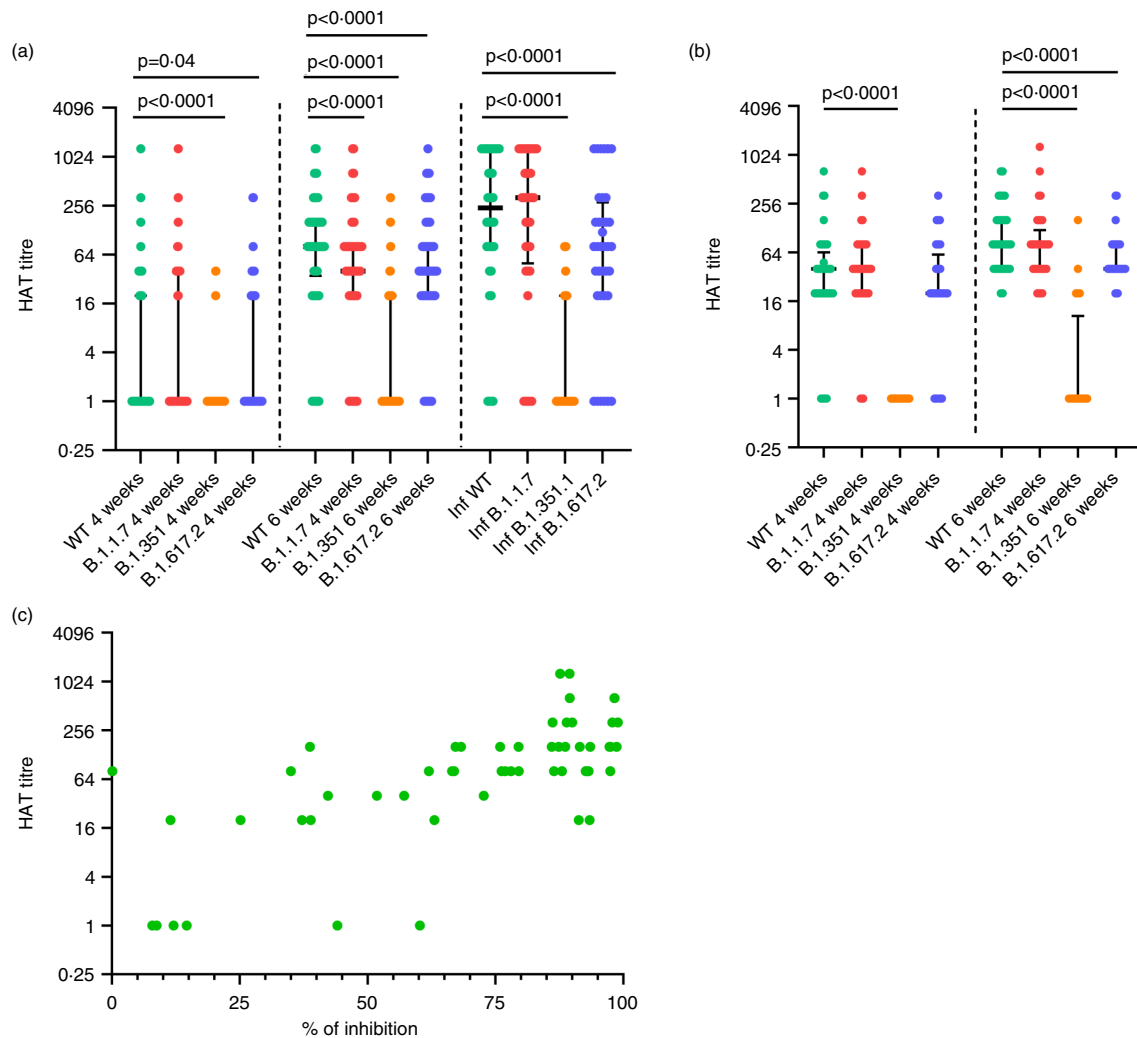 (a)
p<0·0001
p=0·04
p<0·0001
p<0·0001
p<0·0001
p<0·0001
p<0·0001
HAT titre
4096
1024
256
64
16
4
1
0·25
WT 4 weeks
B.1.1.7 4 weeks
B.1.351 4 weeks
B.1.617.2 4 weeks
WT 6 weeks
B.1.1.7 4 weeks
B.1.351 6 weeks
B.1.617.2 6 weeks
Inf WT
Inf B.1.1.7
Inf B.1.351.1
Inf B.1.617.2
(b)
p<0·0001
p<0·0001
p<0·0001
HAT titre
4096
1024
256
64
16
4
1
0·25
WT 4 weeks
B.1.1.7 4 weeks
B.1.351 4 weeks
B.1.617.2 4 weeks
WT 6 weeks
B.1.1.7 4 weeks
B.1.351 6 weeks
B.1.617.2 6 weeks
(c)
HAT titre
4096
1024
256
64
16
4
1
0·25
0
25
50
75
100
% of inhibition